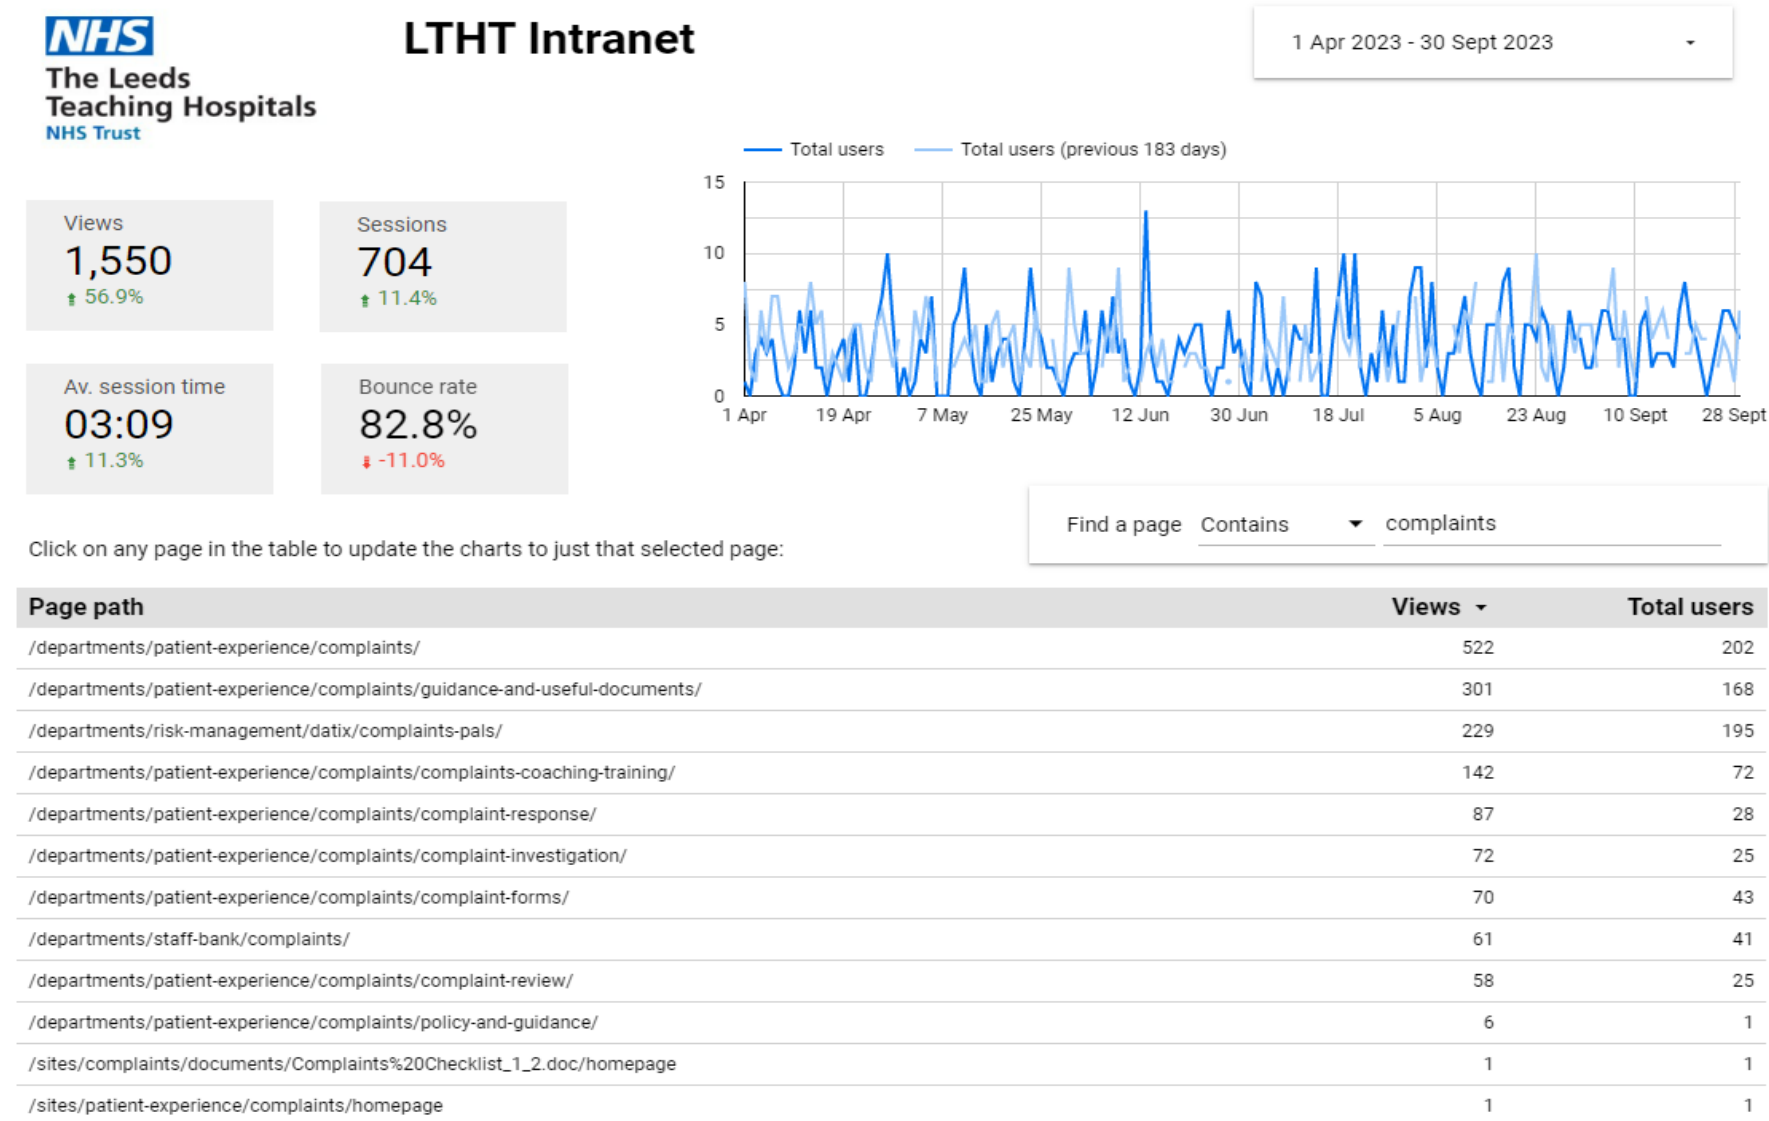 NHS
The Leeds
Teaching Hospitals
NHS Trust
LTHT Intranet
1 Apr 2023 - 30 Sept 2023
Views
1,550
56.9%
Sessions
704
11.4%
Av. session time
03:09
11.3%
Bounce rate
82.8%
-11.0%
Total users Total users (previous 183 days)
15
10
5
0
1 Apr 19 Apr 7 May 25 May 12 Jun 30 Jun 18 Jul 5 Aug 23 Aug 10 Sept 28 Sept
Find a page Contains complaints
Click on any page in the table to update the charts to just that selected page:
Page path Views Total users
/departments/patient-experience/complaints/ 522 202
/departments/patient-experience/complaints/guidance-and-useful-documents/ 301 168
/departments/risk-management/datix/complaints-pals/ 229 195
/departments/patient-experience/complaints/complaints-coaching-training/ 142 72
/departments/patient-experience/complaints/complaint-response/ 87 28
/departments/patient-experience/complaints/complaint-investigation/ 72 25
/departments/patient-experience/complaints/complaint-forms/ 70 43
/departments/staff-bank/complaints/ 61 41
/departments/patient-experience/complaints/complaint-review/ 58 25
/departments/patient-experience/complaints/policy-and-guidance/ 6 1
/sites/complaints/documents/Complaints%20Checklist_1_2.doc/homepage 1 1
/sites/patient-experience/complaints/homepage 1 1